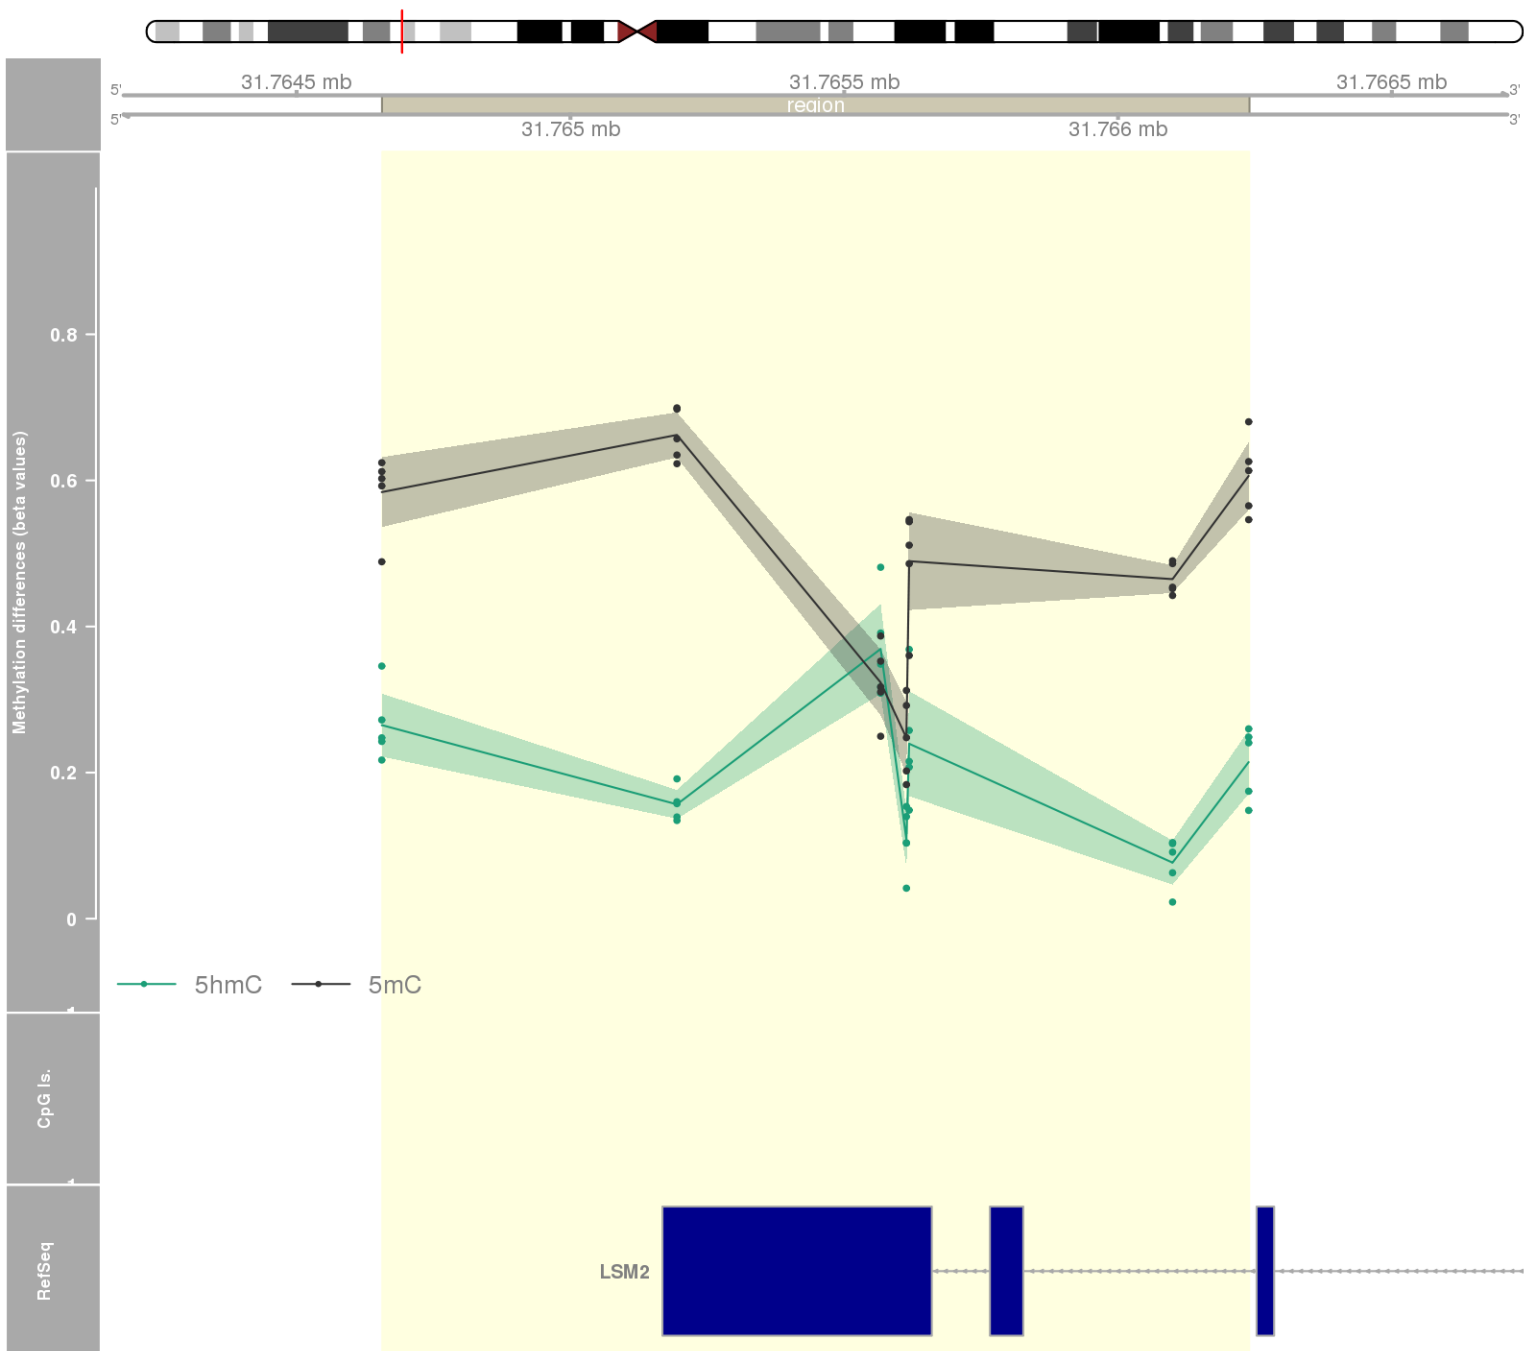 31.7645 mb
31.7655 mb
31.7665 mb
5'
3'
region
5'
3'
31.765 mb
31.766 mb
Methylation differences (beta values)
0.8
0.6
0.4
0.2
0
5hmC
5mC
CpG Is.
RefSeq
LSM2